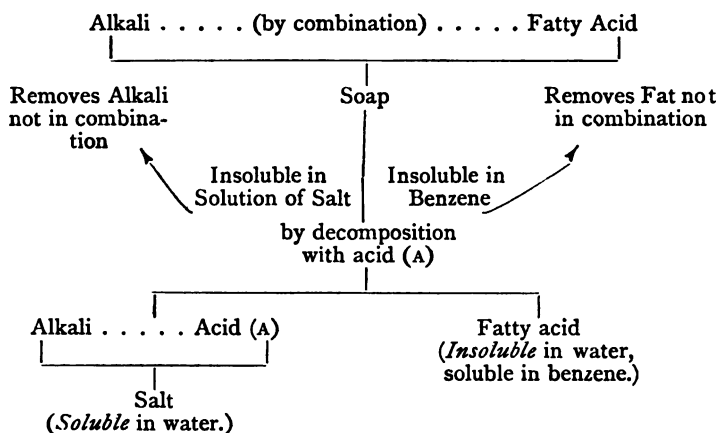 Alkali . . . . . (by combination) . . . . . Fatty Acid
Removes Alkali
not in combina-
tion
Soap
Removes Fat not
in combination
Insoluble in
Solution of Salt
Insoluble in
Benzene
by decomposition
with acid (A)
Alkali . . . . . Acid (A)
Fatty acid
(Insoluble in water,
soluble in benzene.)
Salt
(Soluble in water.)